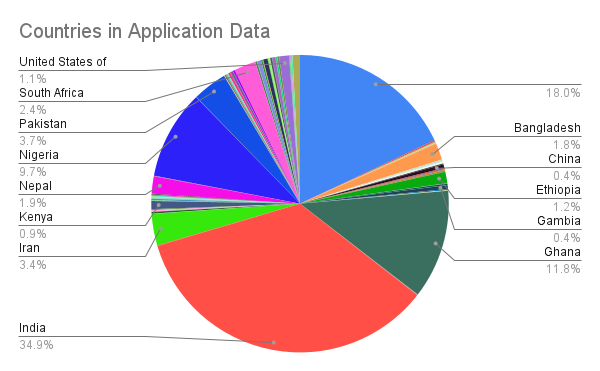 Countries in Application Data
United States of
1.1%
South Africa
2.4%
Pakistan
3.7%
Nigeria
9.7%
Nepal
1.9%
Kenya
0.9%
Iran
3.4%
India
34.9%
18.0%
Bangladesh
1.8%
China
0.4%
Ethiopia
1.2%
Gambia
0.4%
Ghana
11.8%